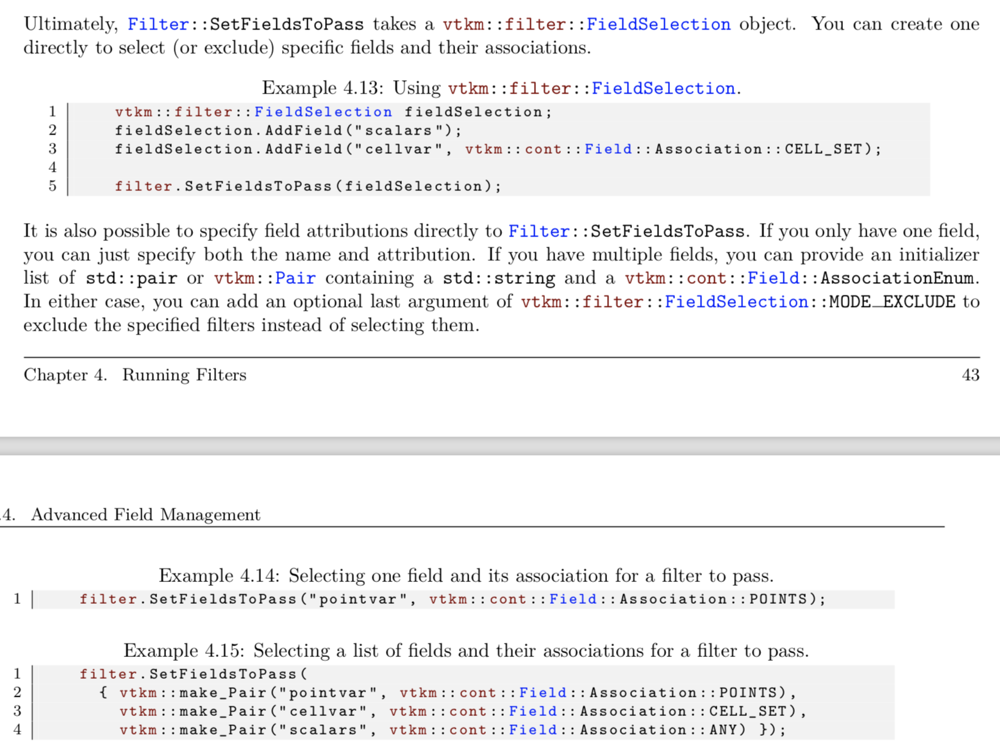 Ultimately, Filter::SetFieldsToPass takes a vtkm::filter::FieldSelection object. You can create one
directly to select (or exclude) specific fields and their associations.
Example 4.13: Using vtkm::filter::FieldSelection.
1 vtkm::filter::FieldSelection fieldSelection;
2 fieldSelection.AddField("scalars");
3 fieldSelection.AddField("cellvar", vtkm::cont::Field::Association::CELL_SET);
4
5 filter.SetFieldsToPass(fieldSelection);
It is also possible to specify field attributions directly to Filter::SetFieldsToPass. If you only have one field,
you can just specify both the name and attribution. If you have multiple fields, you can provide an initializer
list of std::pair or vtkm::Pair containing a std::string and a vtkm::cont::Field::AssociationEnum.
In either case, you can add an optional last argument of vtkm::filter::FieldSelection::MODE_EXCLUDE to
exclude the specified filters instead of selecting them.
Chapter 4. Running Filters 43
.4. Advanced Field Management
Example 4.14: Selecting one field and its association for a filter to pass.
1 filter.SetFieldsToPass("pointvar", vtkm::cont::Field::Association::POINTS);
Example 4.15: Selecting a list of fields and their associations for a filter to pass.
1 filter.SetFieldsToPass(
2 { vtkm::make_Pair("pointvar", vtkm::cont::Field::Association::POINTS),
3 vtkm::make_Pair("cellvar", vtkm::cont::Field::Association::CELL_SET),
4 vtkm::make_Pair("scalars", vtkm::cont::Field::Association::ANY) });